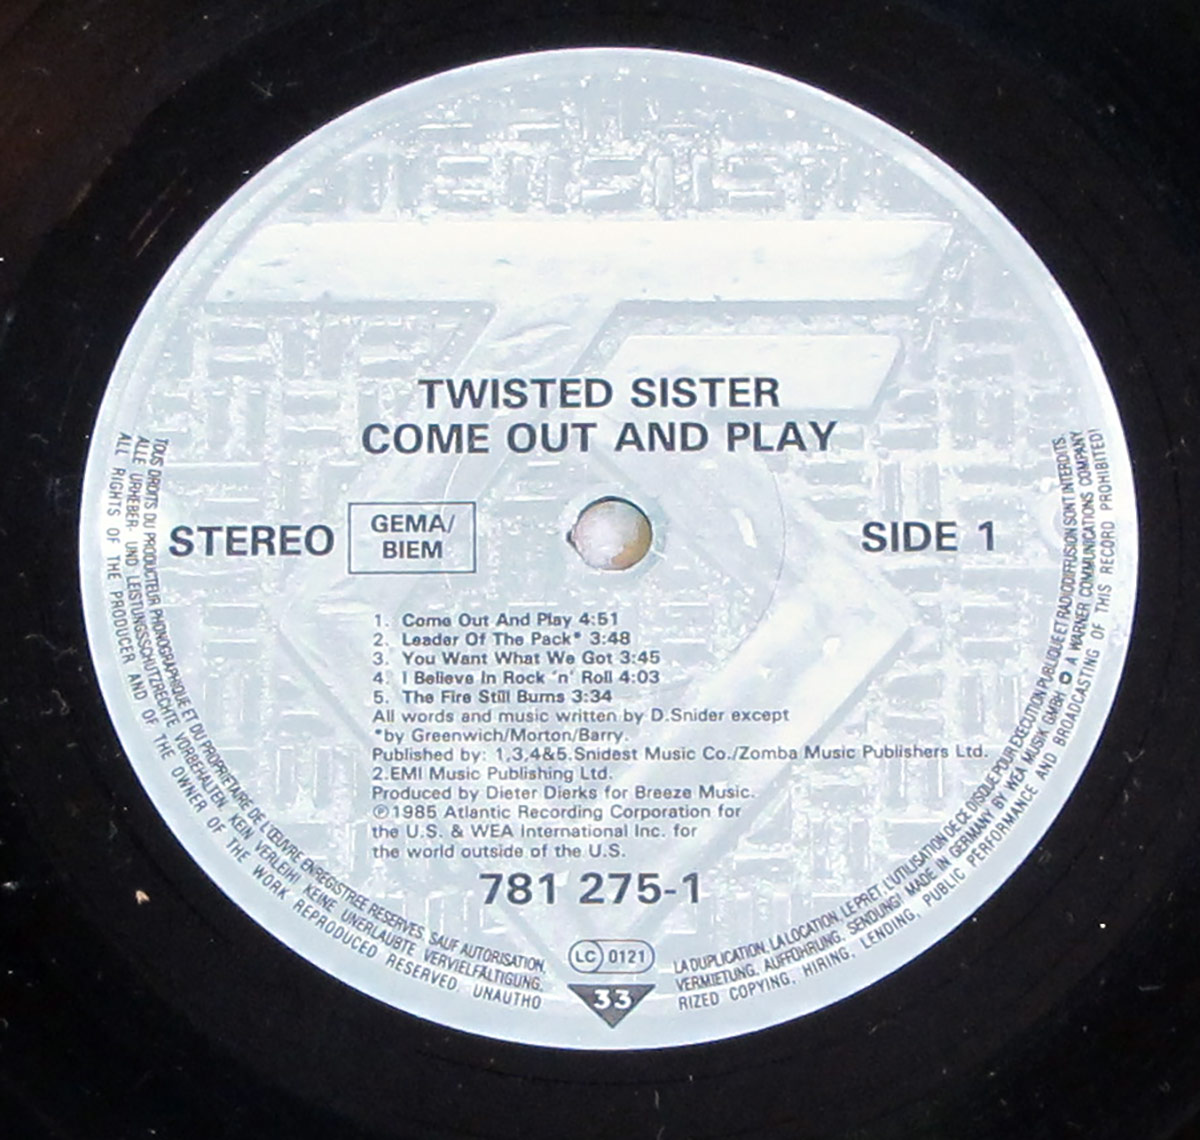 TWISTED SISTER
COME OUT AND PLAY
STEREO
GEMA/
BIEM
SIDE 1
1. Come Out And Play 4:51
2. Leader Of The Pack* 3:48
3. You Want What We Got 3:45
4. I Believe In Rock 'n' Roll 4:03
5. The Fire Still Burns 3:34
All words and music written by D.Snider except
*by Greenwich/Morton/Barry.
Published by: 1,3,4&5.Snidest Music Co./Zomba Music Publishers Ltd.
2.EMI Music Publishing Ltd.
Produced by Dieter Dierks for Breeze Music.
℗1985 Atlantic Recording Corporation for
the U.S. & WEA International Inc. for
the world outside of the U.S.
781 275-1
LC 0121
33
TOUS DROITS DU PRODUCTEUR PHONOGRAPHIQUE ET DU PROPRIETAIRE DE L'ŒUVRE ENREGISTREE RESERVES. SAUF AUTORISATION, LA DUPLICATION, LA LOCATION, LE PRET, L'UTILISATION DE CE DISQUE POUR EXECUTION PUBLIQUE ET RADIODIFFUSION SONT INTERDITS.
ALLE URHEBER- UND LEISTUNGSSCHUTZRECHTE VORBEHALTEN. KEIN VERLEIH! KEINE UNERLAUBTE VERVIELFÄLTIGUNG, VERMIETUNG, AUFFÜHRUNG, SENDUNG! MADE IN GERMANY BY WEA MUSIK GMBH A WARNER COMMUNICATIONS COMPANY
ALL RIGHTS OF THE PRODUCER AND OF THE OWNER OF THE WORK REPRODUCED RESERVED. UNAUTHORIZED COPYING, HIRING, LENDING, PUBLIC PERFORMANCE AND BROADCASTING OF THIS RECORD PROHIBITED!